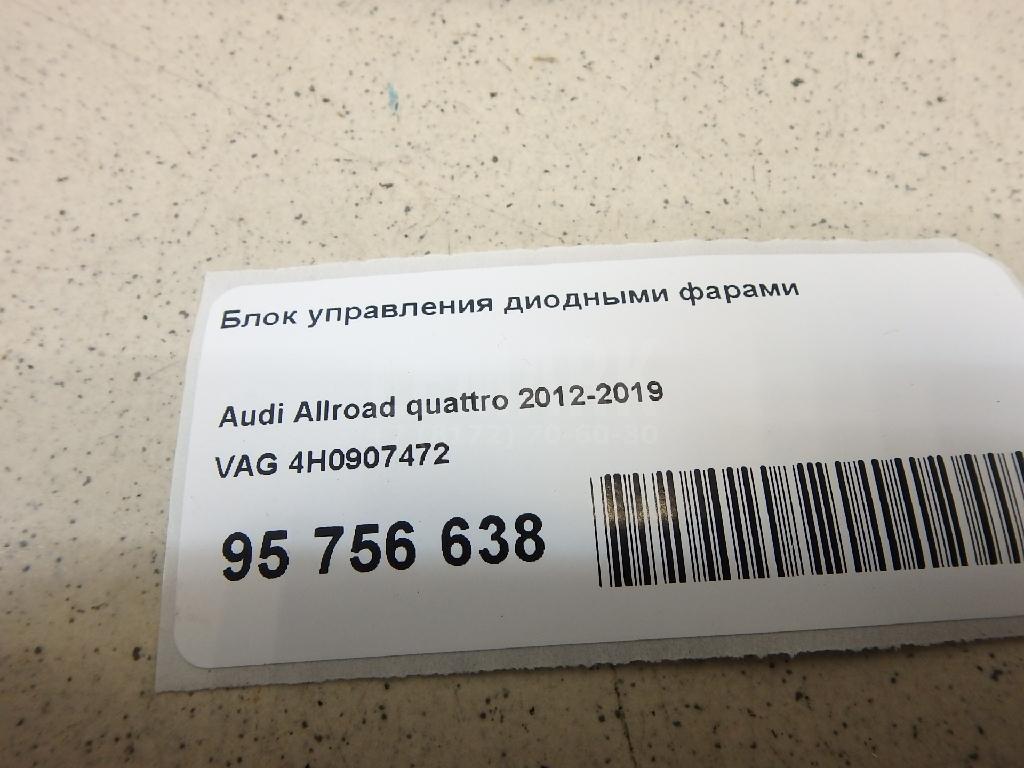 Блок управления диодными фарами
Audi Allroad quattro 2012-2019
VAG 4H0907472
95 756 638